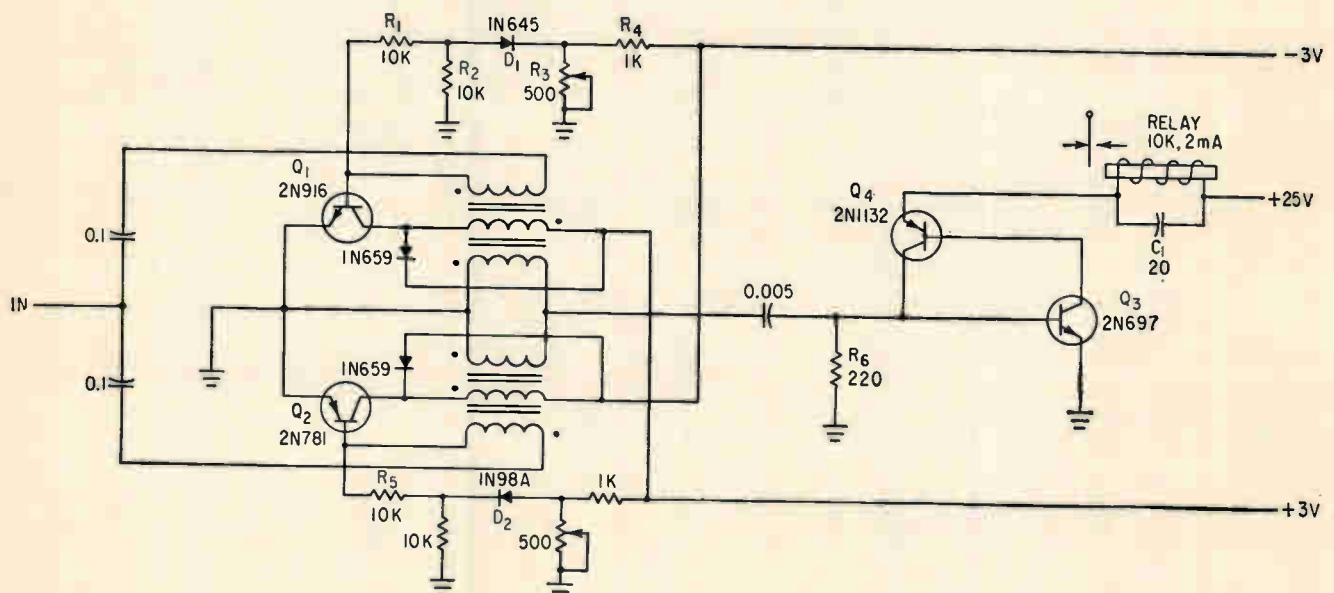 R1
10K
1N645
D1
R2
10K
R3
500
R4
1K
−3V
RELAY
10K, 2mA
Q1
2N916
Q4
2N1132
+25V
C1
20
0.1
1N659
IN
0.005
Q3
2N697
0.1
1N659
R6
220
Q2
2N781
R5
10K
1N98A
D2
1K
10K
500
+3V